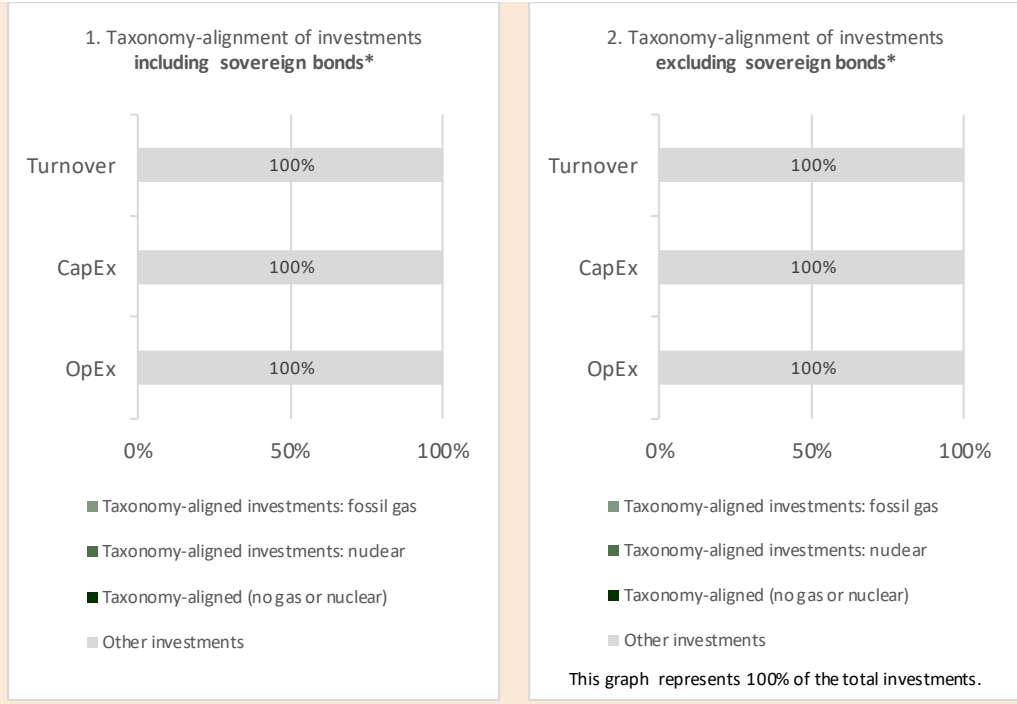 1. Taxonomy-alignment of investments
including sovereign bonds*
Turnover
100%
CapEx
100%
OpEx
100%
0%
50%
100%
Taxonomy-aligned investments: fossil gas
Taxonomy-aligned investments: nuclear
Taxonomy-aligned (no gas or nuclear)
Other investments
2. Taxonomy-alignment of investments
excluding sovereign bonds*
Turnover
100%
CapEx
100%
OpEx
100%
0%
50%
100%
Taxonomy-aligned investments: fossil gas
Taxonomy-aligned investments: nuclear
Taxonomy-aligned (no gas or nuclear)
Other investments
This graph represents 100% of the total investments.